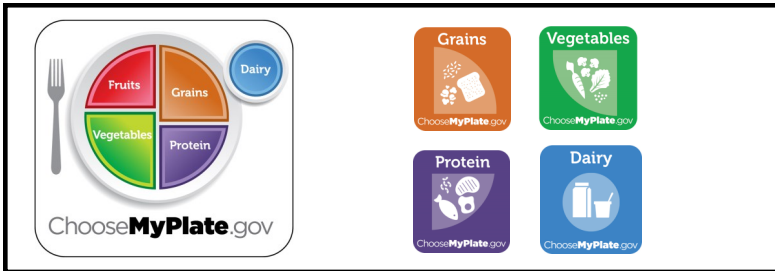 Fruits
Grains
Dairy
Vegetables
Protein
ChooseMyPlate.gov
Grains
ChooseMyPlate.gov
Vegetables
ChooseMyPlate.gov
Protein
ChooseMyPlate.gov
Dairy
ChooseMyPlate.gov